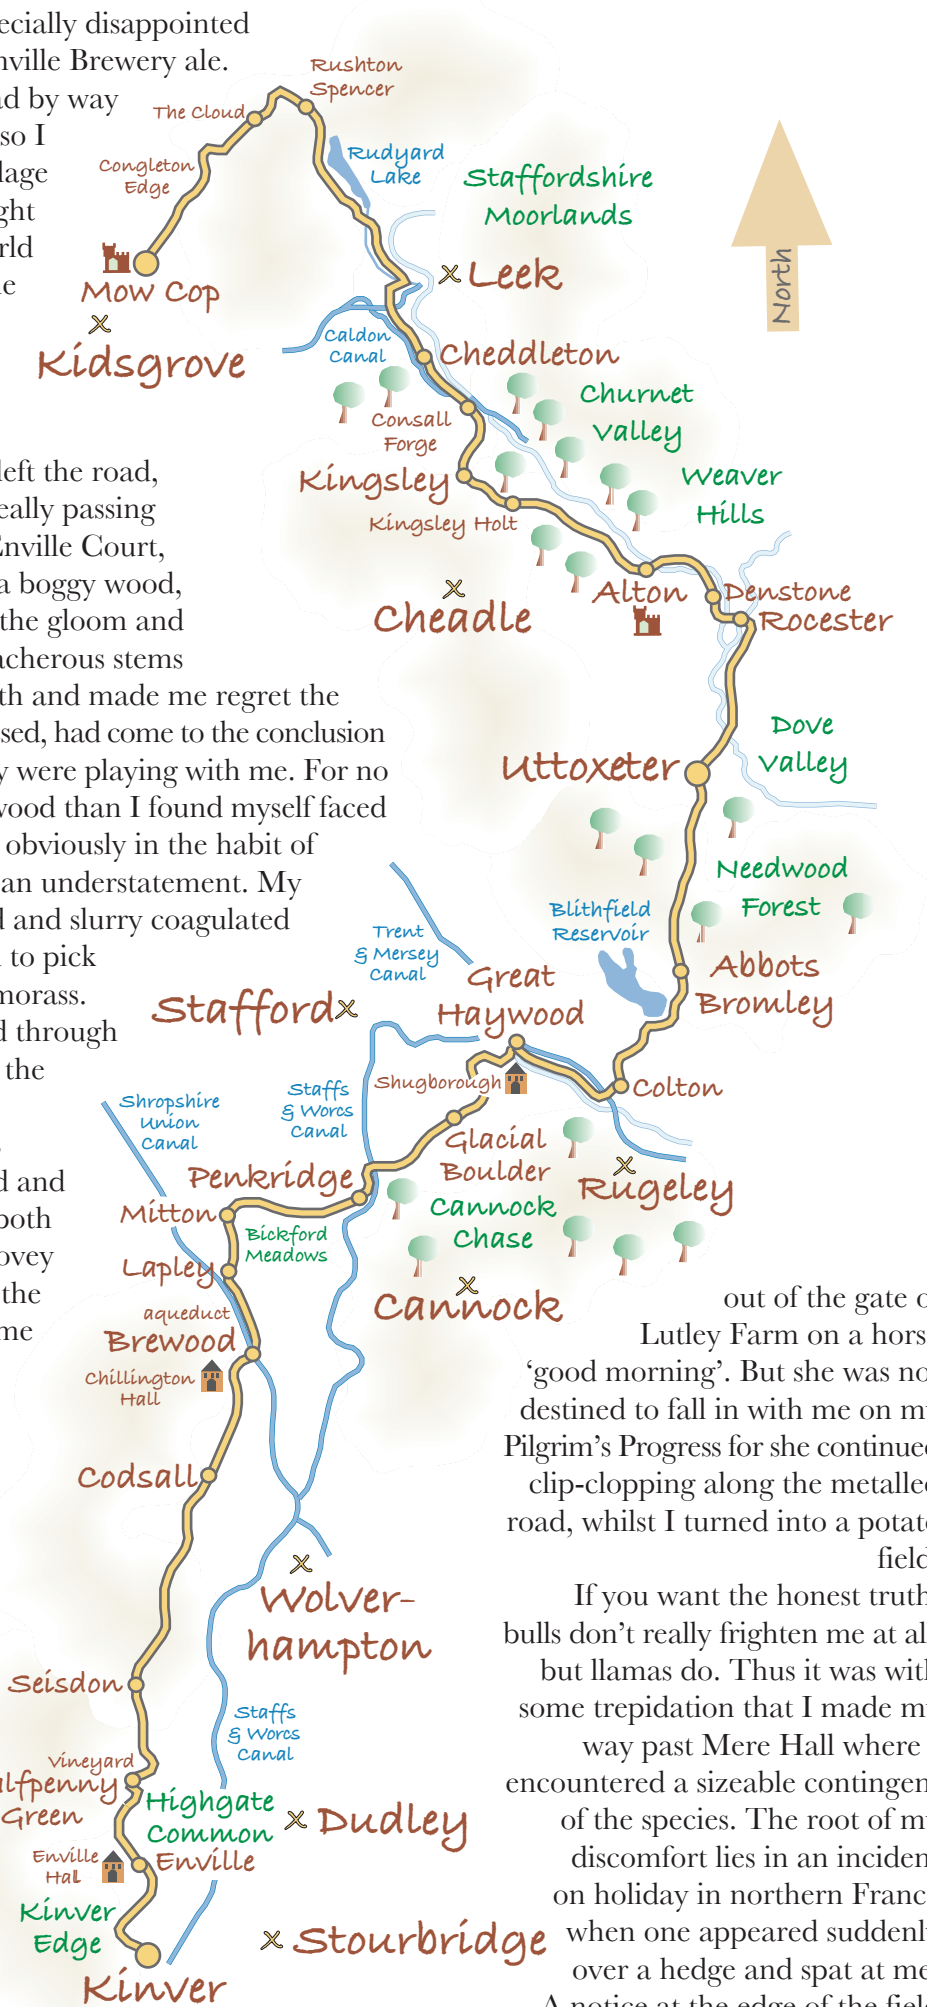 ecially disappointed
nville Brewery ale.
ad by way
so I
lage
ght
rld
e
left the road,
eally passing
Enville Court,
a boggy wood,
the gloom and
acherous stems
th and made me regret the
sed, had come to the conclusion
y were playing with me. For no
wood than I found myself faced
obviously in the habit of
an understatement. My
d and slurry coagulated
to pick
morass.
d through
the
d and
both
ovey
the
me
Rushton
Spencer
The Cloud
Congleton
Edge
Rudyard
Lake
Staffordshire
Moorlands
North
Mow Cop
Leek
Kidsgrove
Caldon
Canal
Cheddleton
Churnet
Valley
Consall
Forge
Kingsley
Weaver
Hills
Kingsley Holt
Cheadle
Alton
Denstone
Rocester
Dove
Valley
Uttoxeter
Needwood
Forest
Blithfield
Reservoir
Trent
& Mersey
Canal
Great
Haywood
Abbots
Bromley
Stafford
Shugborough
Colton
Staffs
& Worcs
Canal
Shropshire
Union
Canal
Glacial
Boulder
Rugeley
Penkridge
Cannock
Chase
Mitton
Bickford
Meadows
Lapley
Cannock
aqueduct
Brewood
Chillington
Hall
Codsall
Wolver-
hampton
Seisdon
Staffs
& Worcs
Canal
Vineyard
lfpenny
Green
Highgate
Common
Dudley
Enville
Hall
Enville
Kinver
Edge
Stourbridge
Kinver
out of the gate o
Lutley Farm on a hors
‘good morning’. But she was no
destined to fall in with me on m
Pilgrim’s Progress for she continue
clip-clopping along the metalle
road, whilst I turned into a potat
field
If you want the honest truth
bulls don’t really frighten me at al
but llamas do. Thus it was wit
some trepidation that I made m
way past Mere Hall where
encountered a sizeable contingen
of the species. The root of m
discomfort lies in an inciden
on holiday in northern Franc
when one appeared suddenl
over a hedge and spat at me
A notice at the edge of the fiel